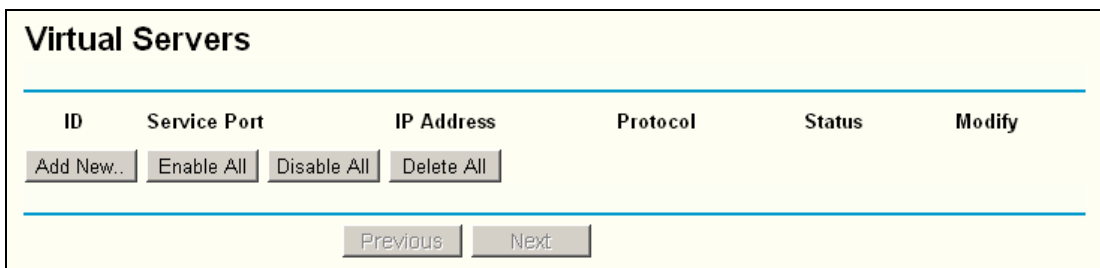 Virtual Servers
ID Service Port IP Address Protocol Status Modify
Add New.. Enable All Disable All Delete All
Previous Next